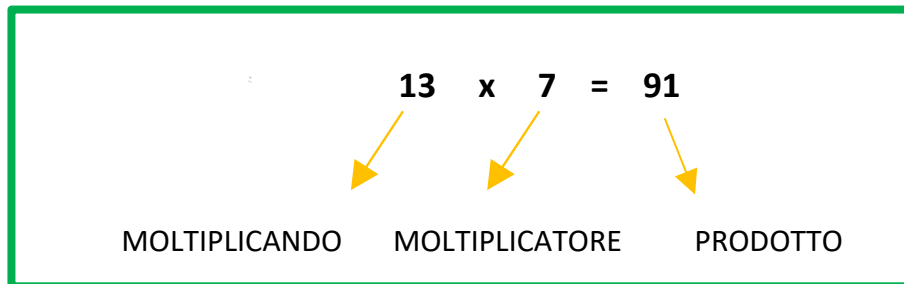 13 x 7 = 91
MOLTIPLICANDO MOLTIPLICATORE PRODOTTO